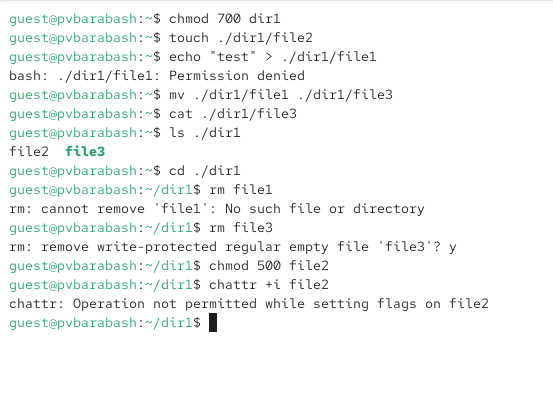 guest@pvbarabash:~$ chmod 700 dir1
guest@pvbarabash:~$ touch ./dir1/file2
guest@pvbarabash:~$ echo "test" > ./dir1/file1
bash: ./dir1/file1: Permission denied
guest@pvbarabash:~$ mv ./dir1/file1 ./dir1/file3
guest@pvbarabash:~$ cat ./dir1/file3
guest@pvbarabash:~$ ls ./dir1
file2  file3
guest@pvbarabash:~$ cd ./dir1
guest@pvbarabash:~/dir1$ rm file1
rm: cannot remove 'file1': No such file or directory
guest@pvbarabash:~/dir1$ rm file3
rm: remove write-protected regular empty file 'file3'? y
guest@pvbarabash:~/dir1$ chmod 500 file2
guest@pvbarabash:~/dir1$ chattr +i file2
chattr: Operation not permitted while setting flags on file2
guest@pvbarabash:~/dir1$